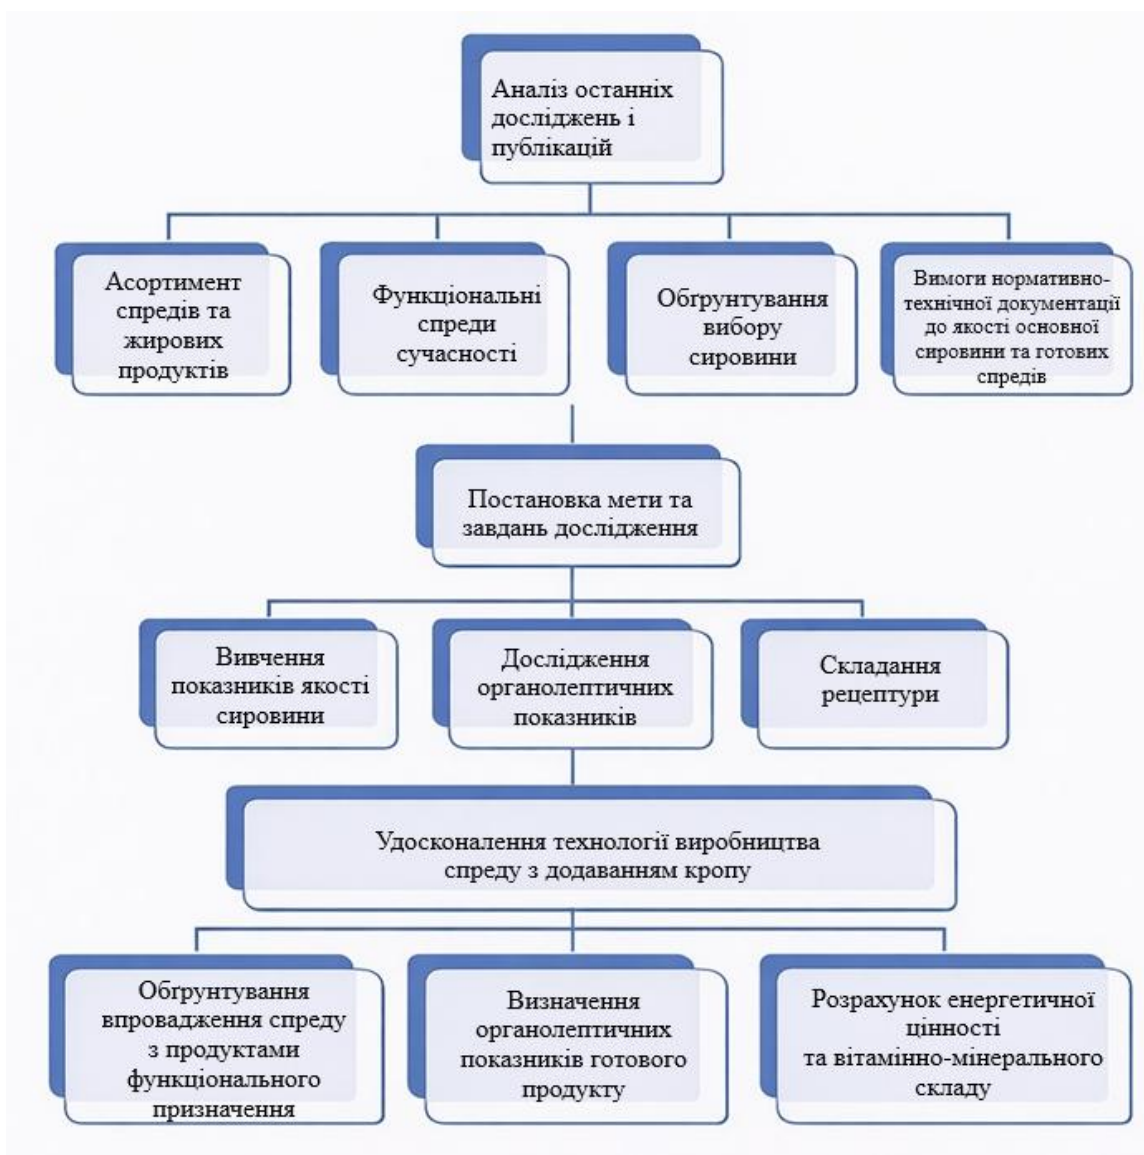 Аналіз останніх
досліджень і
публікацій
Асортимент
спредів та
жирових
продуктів
Функціональні
спреди
сучасності
Обґрунтування
вибору
сировини
Вимоги нормативно-
технічної документації
до якості основної
сировини та готових
спредів
Постановка мети та
завдань дослідження
Вивчення
показників якості
сировини
Дослідження
органолептичних
показників
Складання
рецептури
Удосконалення технології виробництва
спреду з додаванням кропу
Обґрунтування
впровадження спреду
з продуктами
функціонального
призначення
Визначення
органолептичних
показників готового
продукту
Розрахунок енергетичної
цінності
та вітамінно-мінерального
складу